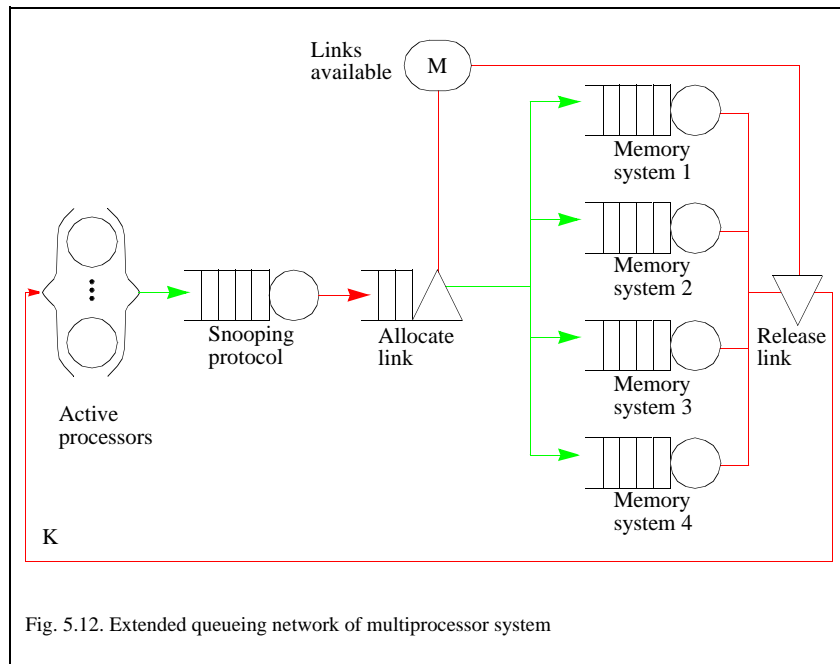 Links
available
M
Memory
system 1
Memory
system 2
Snooping
protocol
Allocate
link
Release
link
Memory
system 3
Active
processors
Memory
system 4
K
Fig. 5.12. Extended queueing network of multiprocessor system